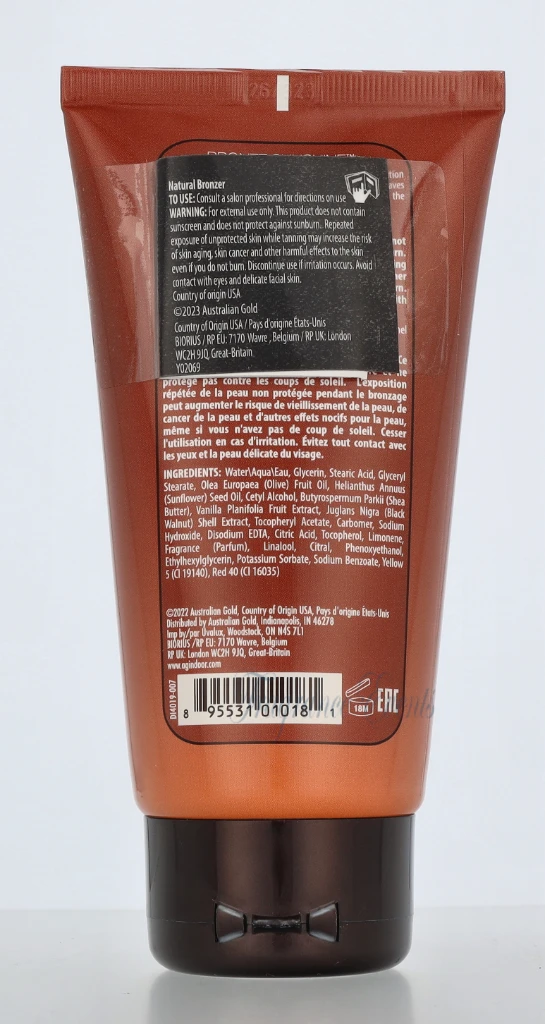 Natural Bronzer
TO USE: Consult a salon professional for directions on use
WARNING: For external use only. This product does not contain
sunscreen and does not protect against sunburn. Repeated
exposure of unprotected skin while tanning may increase the risk
of skin aging, skin cancer and other harmful effects to the skin
even if you do not burn. Discontinue use if irritation occurs. Avoid
contact with eyes and delicate facial skin.
Country of origin USA
©2023 Australian Gold
Country of Origin USA / Pays d'origine États-Unis
BIORIUS / RP EU: 7170 Wavre, Belgium / RP UK: London
WC2H 9JQ, Great-Britain
Y02069
protège pas contre les coups de soleil. L'exposition
répétée de la peau non protégée pendant le bronzage
peut augmenter le risque de vieillissement de la peau, de
cancer de la peau et d'autres effets nocifs pour la peau,
même si vous n'avez pas de coup de soleil. Cesser
l'utilisation en cas d'irritation. Évitez tout contact avec
les yeux et la peau délicate du visage.
INGREDIENTS: Water\Aqua\Eau, Glycerin, Stearic Acid, Glyceryl
Stearate, Olea Europaea (Olive) Fruit Oil, Helianthus Annuus
(Sunflower) Seed Oil, Cetyl Alcohol, Butyrospermum Parkii (Shea
Butter), Vanilla Planifolia Fruit Extract, Juglans Nigra (Black
Walnut) Shell Extract, Tocopheryl Acetate, Carbomer, Sodium
Hydroxide, Disodium EDTA, Citric Acid, Tocopherol, Limonene,
Fragrance (Parfum), Linalool, Citral, Phenoxyethanol,
Ethylhexylglycerin, Potassium Sorbate, Sodium Benzoate, Yellow
5 (CI 19140), Red 40 (CI 16035)
©2022 Australian Gold, Country of Origin USA, Pays d'origine États-Unis
Distributed by Australian Gold, Indianapolis, IN 46278
Imp by/par Uvalux, Woodstock, ON N4S 7L1
BIORIUS /RP EU: 7170 Wavre, Belgium
RP UK: London WC2H 9JQ, Great-Britain
www.agindoor.com
DI4019-007
8 95531 01018 1
18M
EAC